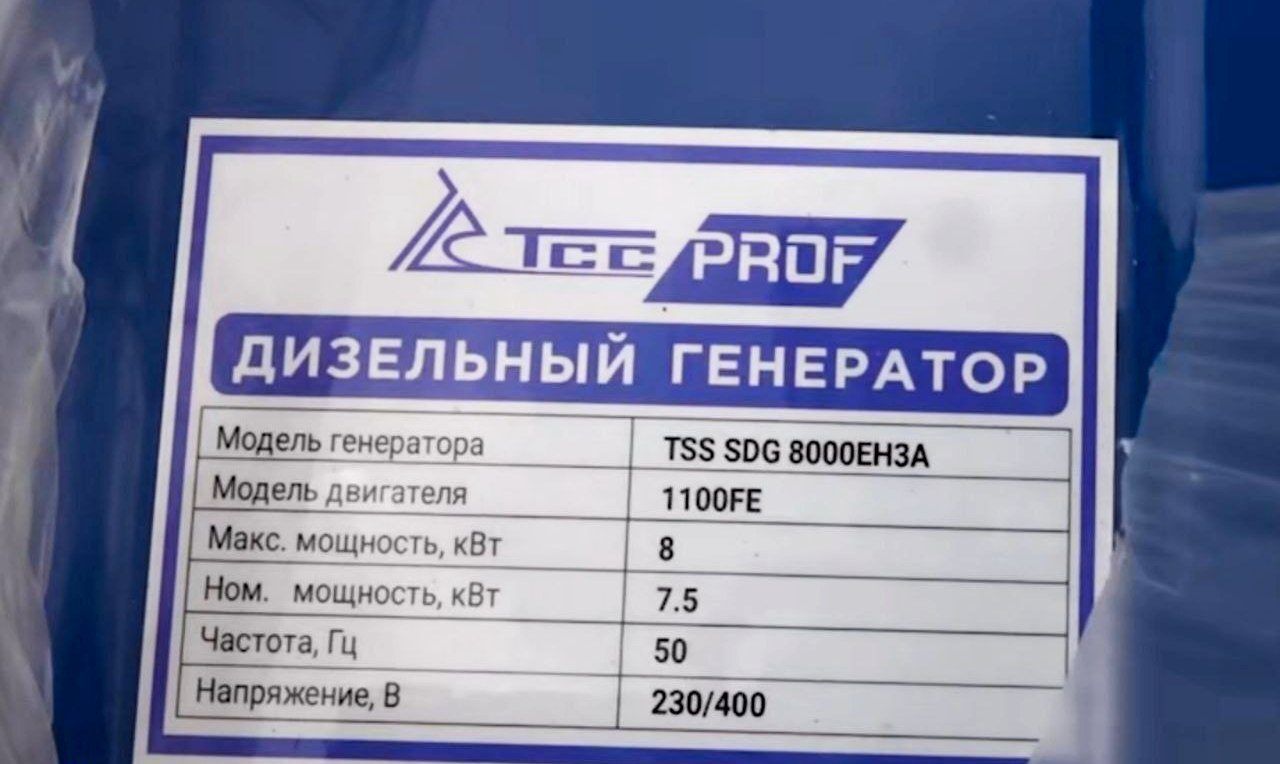 ТСС PROF
ДИЗЕЛЬНЫЙ ГЕНЕРАТОР
Модель генератора TSS SDG 8000EH3A
Модель двигателя 1100FE
Макс. мощность, кВт 8
Ном. мощность, кВт 7.5
Частота, Гц 50
Напряжение, В 230/400